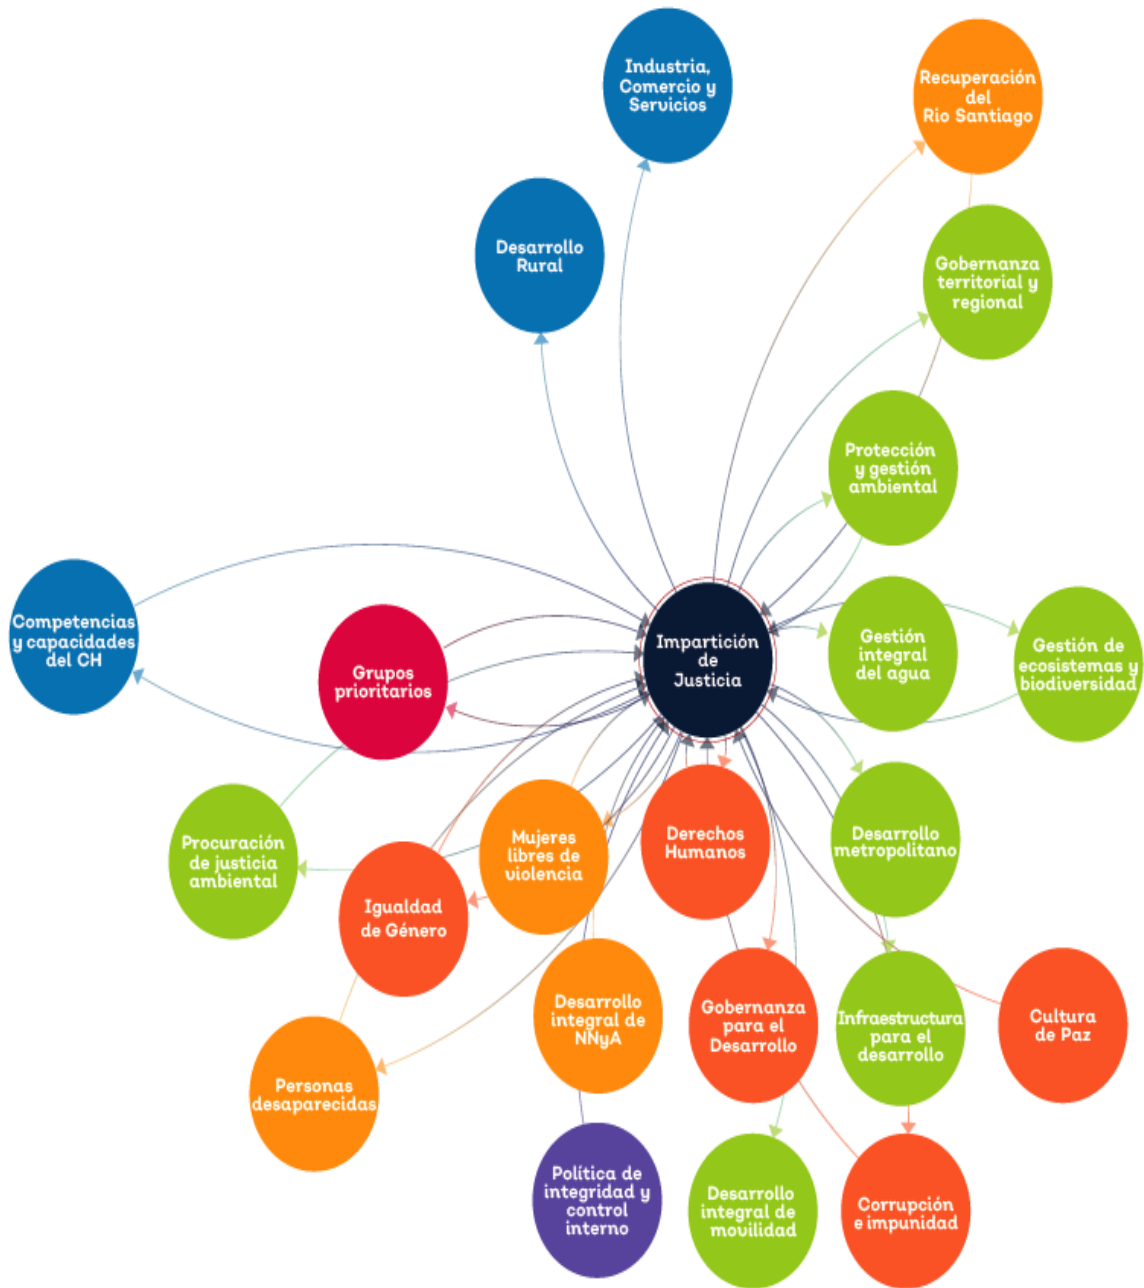 Industria,
Comercio y
Servicios
Recuperación
del
Rio Santiago
Desarrollo
Rural
Gobernanza
territorial y
regional
Protección
y gestión
ambiental
Competencias
y capacidades
del CH
Grupos
prioritarios
Impartición
de
Justicia
Gestión
integral
del agua
Gestión de
ecosistemas y
biodiversidad
Procuración
de justicia
ambiental
Igualdad
de Género
Mujeres
libres de
violencia
Derechos
Humanos
Desarrollo
metropolitano
Personas
desaparecidas
Desarrollo
integral de
NNyA
Gobernanza
para el
Desarrollo
Infraestructura
para el
desarrollo
Cultura
de Paz
Política de
integridad y
control
interno
Desarrollo
integral de
movilidad
Corrupción
e impunidad